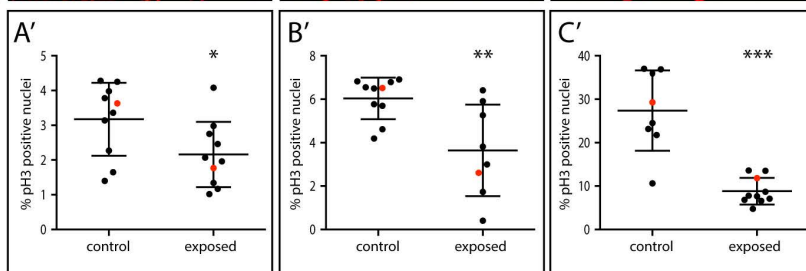 A’
% pH3 positive nuclei
5
4
3
2
1
0
*
control exposed
B’
% pH3 positive nuclei
8
6
4
2
0
**
control exposed
C’
% pH3 positive nuclei
40
30
20
10
0
***
control exposed